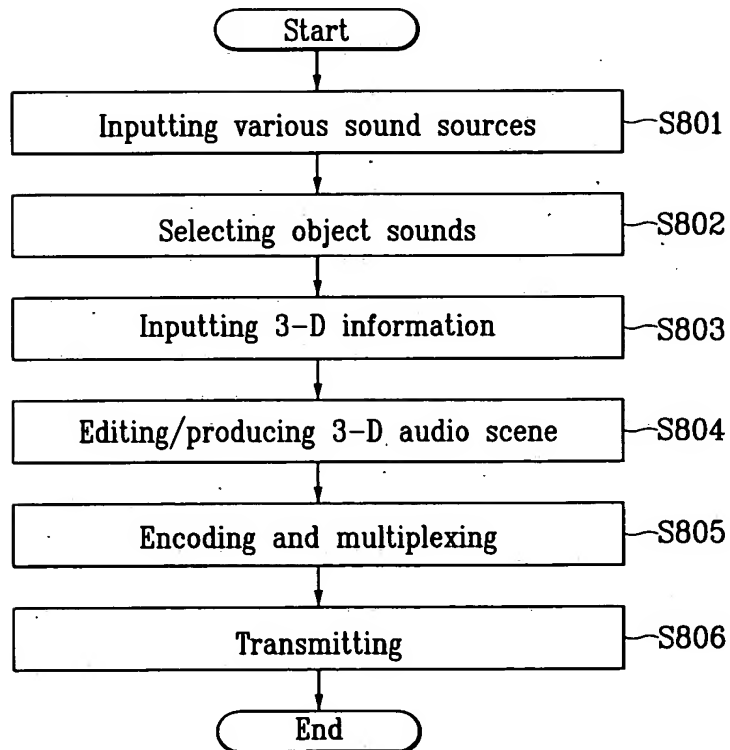 Start
Inputting various sound sources
S801
Selecting object sounds
S802
Inputting 3-D information
S803
Editing/producing 3-D audio scene
S804
Encoding and multiplexing
S805
Transmitting
S806
End